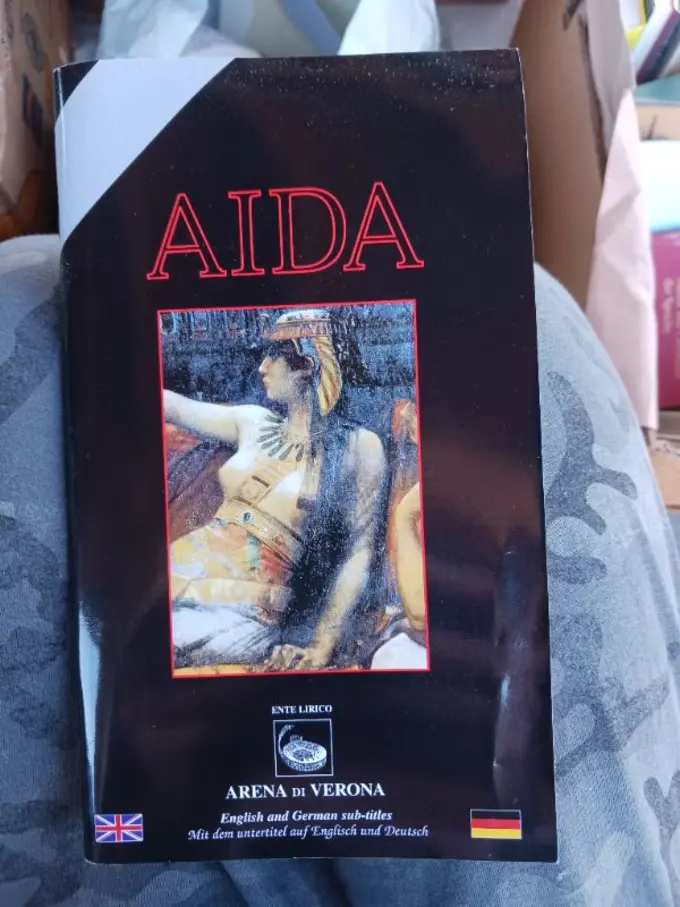 AIDA
ENTE LIRICO
ARENA DI VERONA
English and German sub-titles
Mit dem untertitel auf Englisch und Deutsch